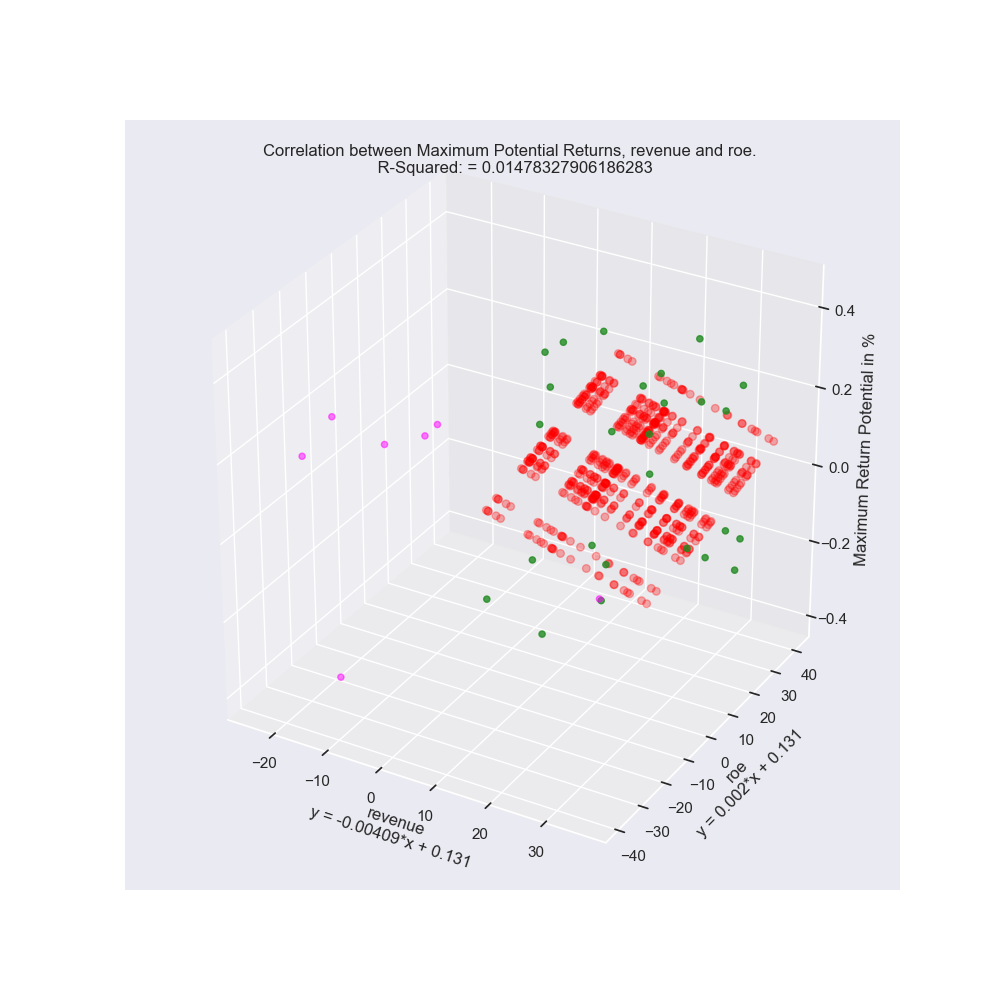 Correlation between Maximum Potential Returns, revenue and roe.
R-Squared: = 0.01478327906186283
0.4
0.2
0.0
−0.2
−0.4
Maximum Return Potential in %
40
30
20
10
0
−10
−20
−30
−40
roe
y = 0.002*x + 0.131
−20
−10
0
10
20
30
revenue
y = -0.00409*x + 0.131